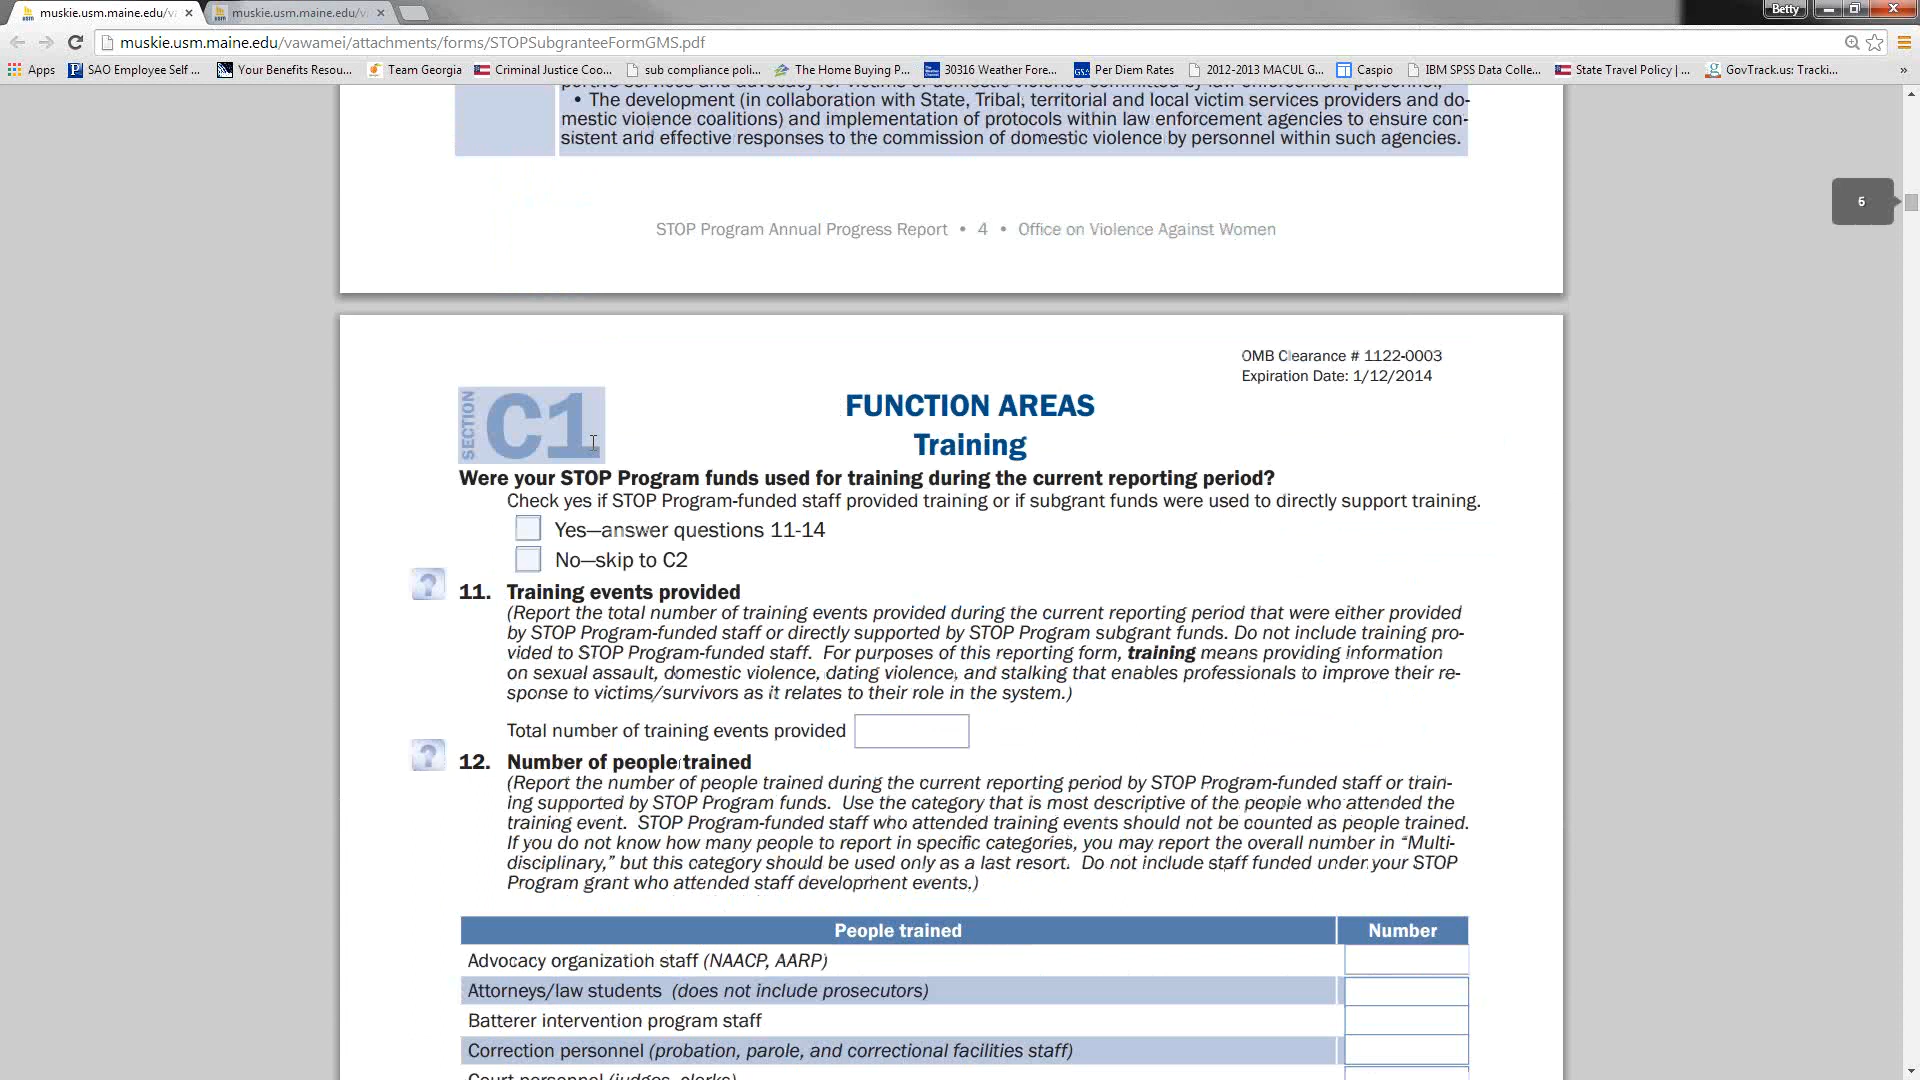 muskie.usm.maine.edu/va
muskie.usm.maine.edu/v
Betty
muskie.usm.maine.edu/vawamei/attachments/forms/STOPSubgranteeFormGMS.pdf
Apps
SAO Employee Self ...
Your Benefits Resou...
Team Georgia
Criminal Justice Coo...
sub compliance poli...
The Home Buying P...
30316 Weather Fore...
Per Diem Rates
2012-2013 MACUL G...
Caspio
IBM SPSS Data Colle...
State Travel Policy | ...
GovTrack.us: Tracki...
»
• The development (in collaboration with State, Tribal, territorial and local victim services providers and do-
mestic violence coalitions) and implementation of protocols within law enforcement agencies to ensure con-
sistent and effective responses to the commission of domestic violence by personnel within such agencies.
6
STOP Program Annual Progress Report • 4 • Office on Violence Against Women
OMB Clearance # 1122-0003
Expiration Date: 1/12/2014
SECTION C1
FUNCTION AREAS
Training
Were your STOP Program funds used for training during the current reporting period?
Check yes if STOP Program-funded staff provided training or if subgrant funds were used to directly support training.
Yes—answer questions 11-14
No—skip to C2
? 11. Training events provided
(Report the total number of training events provided during the current reporting period that were either provided
by STOP Program-funded staff or directly supported by STOP Program subgrant funds. Do not include training pro-
vided to STOP Program-funded staff. For purposes of this reporting form, training means providing information
on sexual assault, domestic violence, dating violence, and stalking that enables professionals to improve their re-
sponse to victims/survivors as it relates to their role in the system.)
Total number of training events provided
? 12. Number of people trained
(Report the number of people trained during the current reporting period by STOP Program-funded staff or train-
ing supported by STOP Program funds. Use the category that is most descriptive of the people who attended the
training event. STOP Program-funded staff who attended training events should not be counted as people trained.
If you do not know how many people to report in specific categories, you may report the overall number in “Multi-
disciplinary,” but this category should be used only as a last resort. Do not include staff funded under your STOP
Program grant who attended staff development events.)
People trained Number
Advocacy organization staff (NAACP, AARP)
Attorneys/law students (does not include prosecutors)
Batterer intervention program staff
Correction personnel (probation, parole, and correctional facilities staff)
Court personnel (judges, clerks)